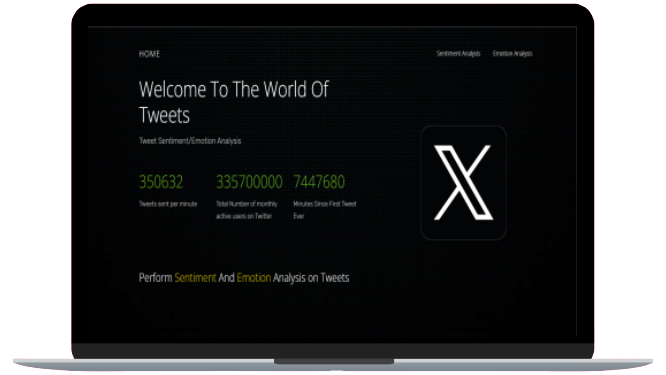 HOME
Sentiment Analysis
Emotion Analysis
Welcome To The World Of
Tweets
Tweet Sentiment/Emotion Analysis
350632
335700000
7447680
Tweets sent per minute
Total Number of monthly
active users on Twitter
Minutes Since First Tweet
Ever
Perform Sentiment And Emotion Analysis on Tweets